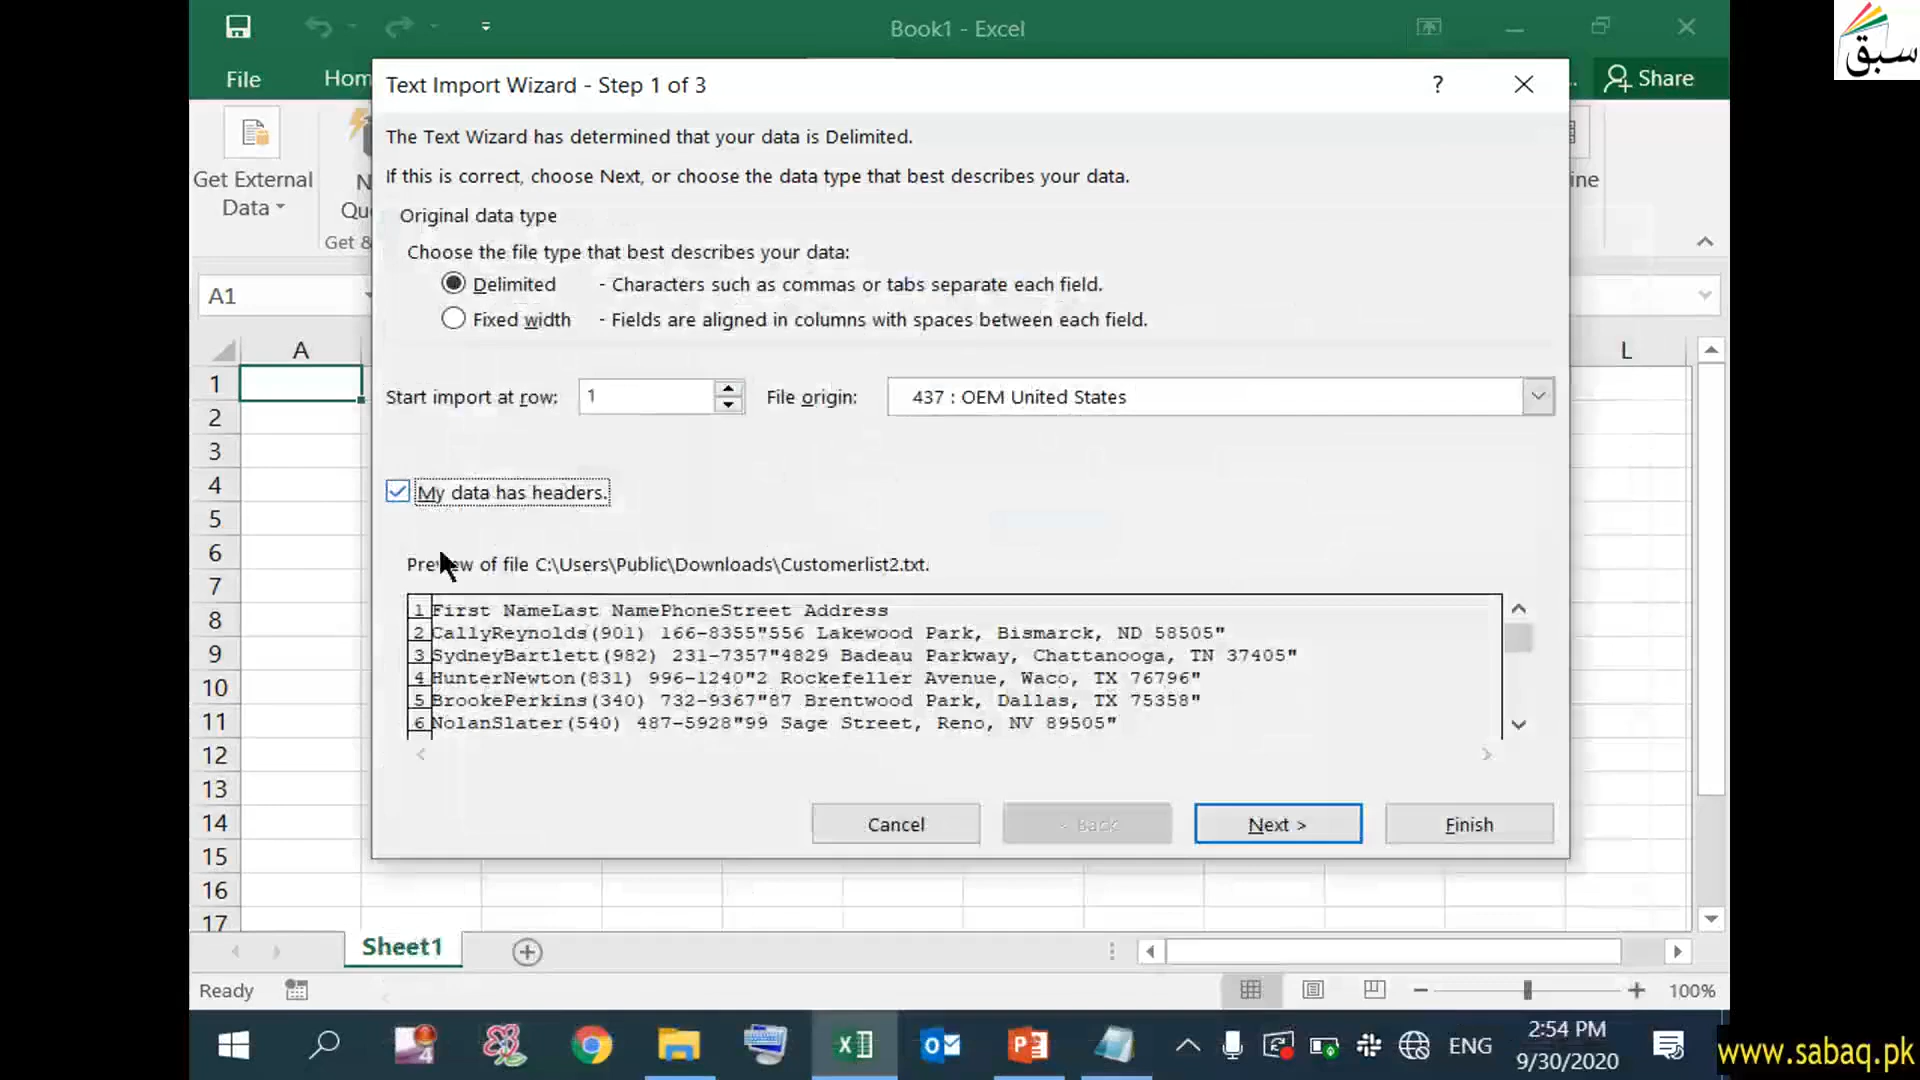 Book1 - Excel
سبق
File
Hom
Share
Text Import Wizard - Step 1 of 3
?
The Text Wizard has determined that your data is Delimited.
If this is correct, choose Next, or choose the data type that best describes your data.
Get External
Data
N
Qu
Get &
ine
Original data type
Choose the file type that best describes your data:
Delimited - Characters such as commas or tabs separate each field.
Fixed width - Fields are aligned in columns with spaces between each field.
A1
A
L
Start import at row: 1 File origin: 437 : OEM United States
My data has headers.
Preview of file C:\Users\Public\Downloads\Customerlist2.txt.
1 First NameLast NamePhoneStreet Address
2 CallyReynolds(901) 166-8355"556 Lakewood Park, Bismarck, ND 58505"
3 SydneyBartlett(982) 231-7357"4829 Badeau Parkway, Chattanooga, TN 37405"
4 HunterNewton(831) 996-1240"2 Rockefeller Avenue, Waco, TX 76796"
5 BrookePerkins(340) 732-9367"87 Brentwood Park, Dallas, TX 75358"
6 NolanSlater(540) 487-5928"99 Sage Street, Reno, NV 89505"
Cancel
< Back
Next >
Finish
1
2
3
4
5
6
7
8
9
10
11
12
13
14
15
16
17
Sheet1
Ready
100%
4
ENG
2:54 PM
9/30/2020
www.sabaq.pk